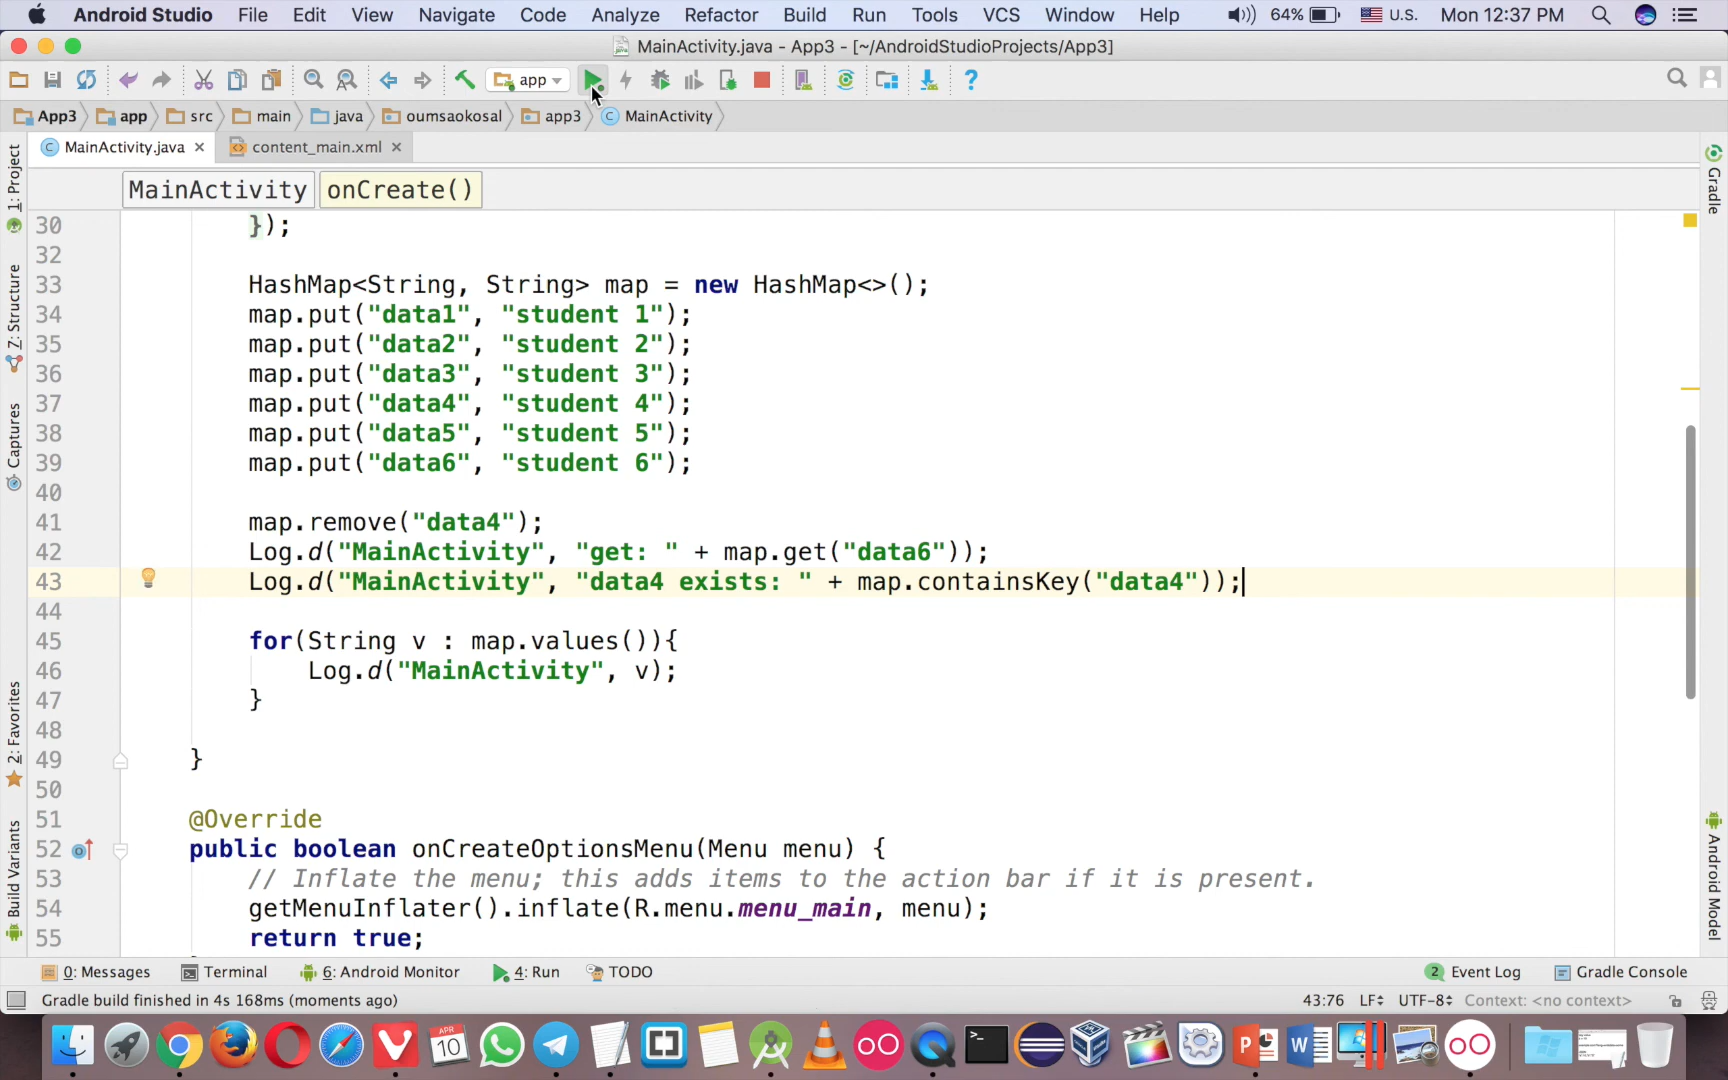 Android Studio File Edit View Navigate Code Analyze Refactor Build Run Tools VCS Window Help 64% U.S. Mon 12:37 PM
MainActivity.java - App3 - [~/AndroidStudioProjects/App3]
app
App3 app src main java oumsaokosal app3 MainActivity
MainActivity.java content_main.xml
MainActivity onCreate()
30 });
32
33 HashMap<String, String> map = new HashMap<>();
34 map.put("data1", "student 1");
35 map.put("data2", "student 2");
36 map.put("data3", "student 3");
37 map.put("data4", "student 4");
38 map.put("data5", "student 5");
39 map.put("data6", "student 6");
40
41 map.remove("data4");
42 Log.d("MainActivity", "get: " + map.get("data6"));
43 Log.d("MainActivity", "data4 exists: " + map.containsKey("data4"));
44
45 for(String v : map.values()){
46 Log.d("MainActivity", v);
47 }
48
49 }
50
51 @Override
52 public boolean onCreateOptionsMenu(Menu menu) {
53 // Inflate the menu; this adds items to the action bar if it is present.
54 getMenuInflater().inflate(R.menu.menu_main, menu);
55 return true;
1: Project
Z: Structure
Captures
2: Favorites
Build Variants
Gradle
Android Model
0: Messages Terminal 6: Android Monitor 4: Run TODO 2 Event Log Gradle Console
Gradle build finished in 4s 168ms (moments ago) 43:76 LF UTF-8 Context: <no context>
APR
10